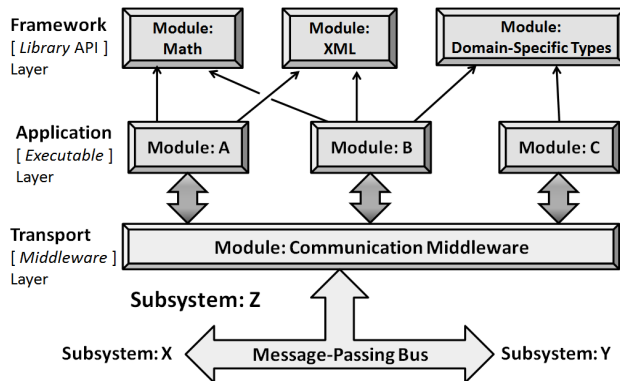 Framework
[ Library API ]
Layer
Module:
Math
Module:
XML
Module:
Domain-Specific Types
Application
[ Executable ]
Layer
Module: A
Module: B
Module: C
Transport
[ Middleware ]
Layer
Module: Communication Middleware
Subsystem: Z
Subsystem: X
Message-Passing Bus
Subsystem: Y